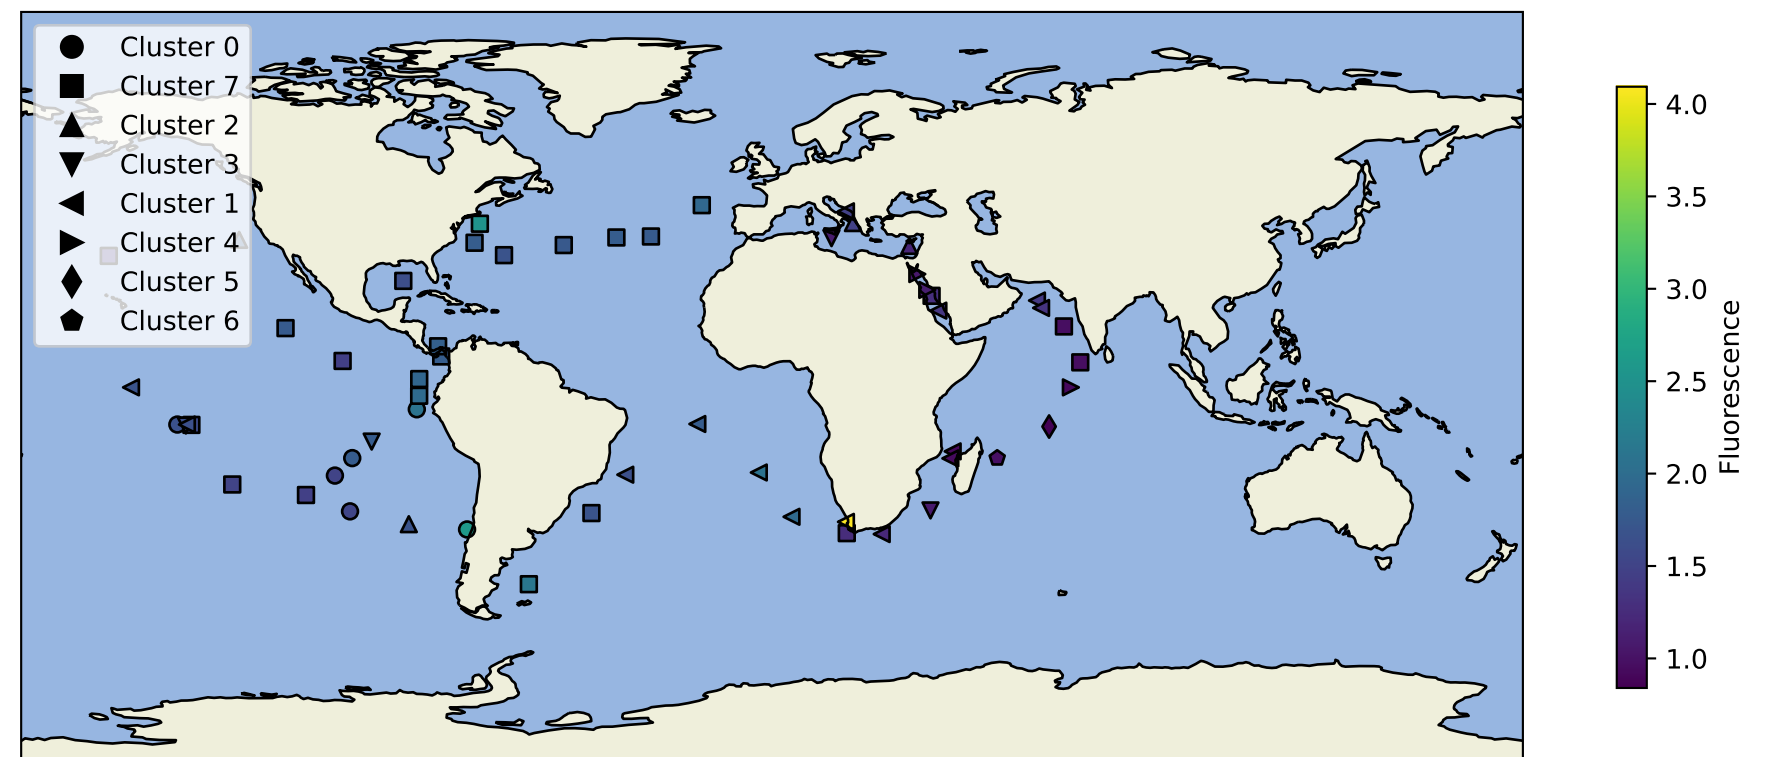 Cluster 0
Cluster 7
Cluster 2
Cluster 3
Cluster 1
Cluster 4
Cluster 5
Cluster 6
4.0
3.5
3.0
2.5
2.0
1.5
1.0
Fluorescence